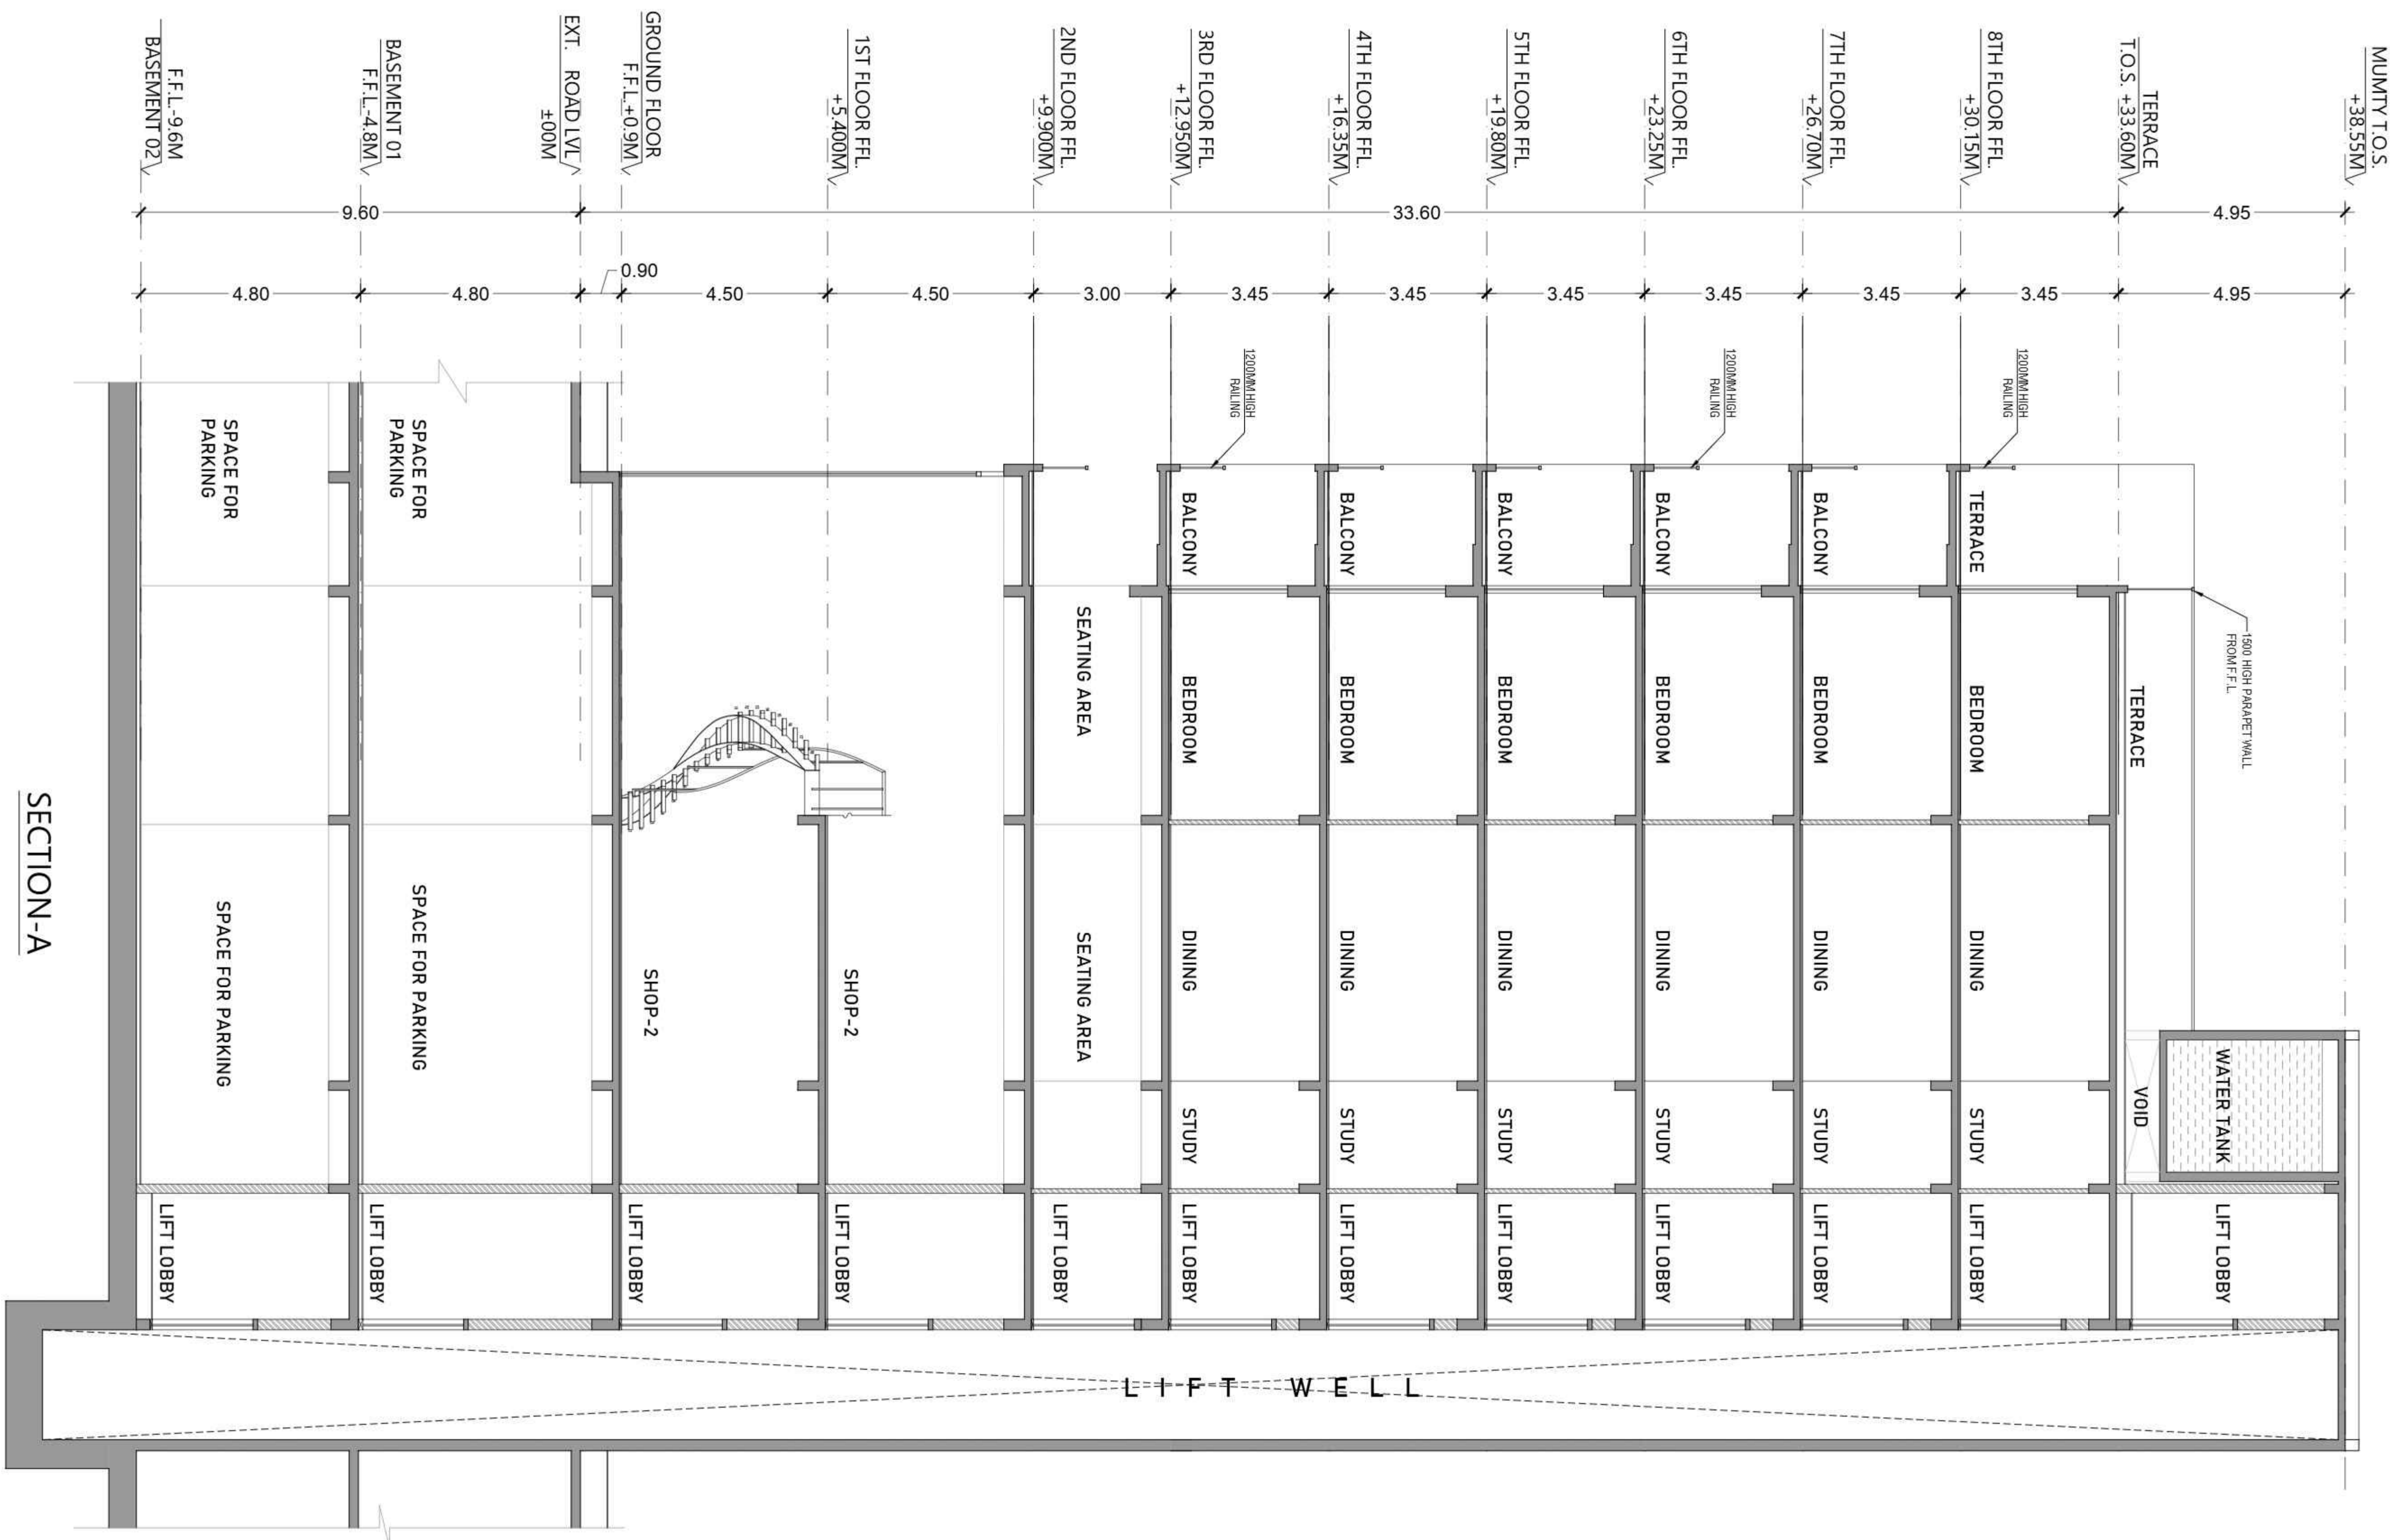 MUMTY T.O.S.
+38.55M
4.95
4.95
WATER TANK
LIFT LOBBY
1500 HIGH PARAPET WALL
FROM F.F.L.
TERRACE
T.O.S. +33.60M
TERRACE
VOID
33.60
3.45
1200MM HIGH
RAILING
8TH FLOOR FFL.
+30.15M
TERRACE
BEDROOM
DINING
STUDY
LIFT LOBBY
3.45
7TH FLOOR FFL.
+26.70M
BALCONY
BEDROOM
DINING
STUDY
LIFT LOBBY
3.45
1200MM HIGH
RAILING
6TH FLOOR FFL.
+23.25M
BALCONY
BEDROOM
DINING
STUDY
LIFT LOBBY
3.45
5TH FLOOR FFL.
+19.80M
BALCONY
BEDROOM
DINING
STUDY
LIFT LOBBY
3.45
4TH FLOOR FFL.
+16.35M
BALCONY
BEDROOM
DINING
STUDY
LIFT LOBBY
3.45
1200MM HIGH
RAILING
3RD FLOOR FFL.
+12.950M
BALCONY
BEDROOM
DINING
STUDY
LIFT LOBBY
3.00
2ND FLOOR FFL.
+9.900M
SEATING AREA
SEATING AREA
LIFT LOBBY
4.50
1ST FLOOR FFL.
+5.400M
SHOP-2
LIFT LOBBY
4.50
GROUND FLOOR
F.F.L.+0.9M
0.90
SHOP-2
LIFT LOBBY
EXT. ROAD LVL
±00M
9.60
4.80
BASEMENT 01
F.F.L.-4.8M
SPACE FOR
PARKING
SPACE FOR PARKING
LIFT LOBBY
4.80
SPACE FOR
PARKING
SPACE FOR PARKING
LIFT LOBBY
F.F.L.-9.6M
BASEMENT 02
LIFT WELL
SECTION-A